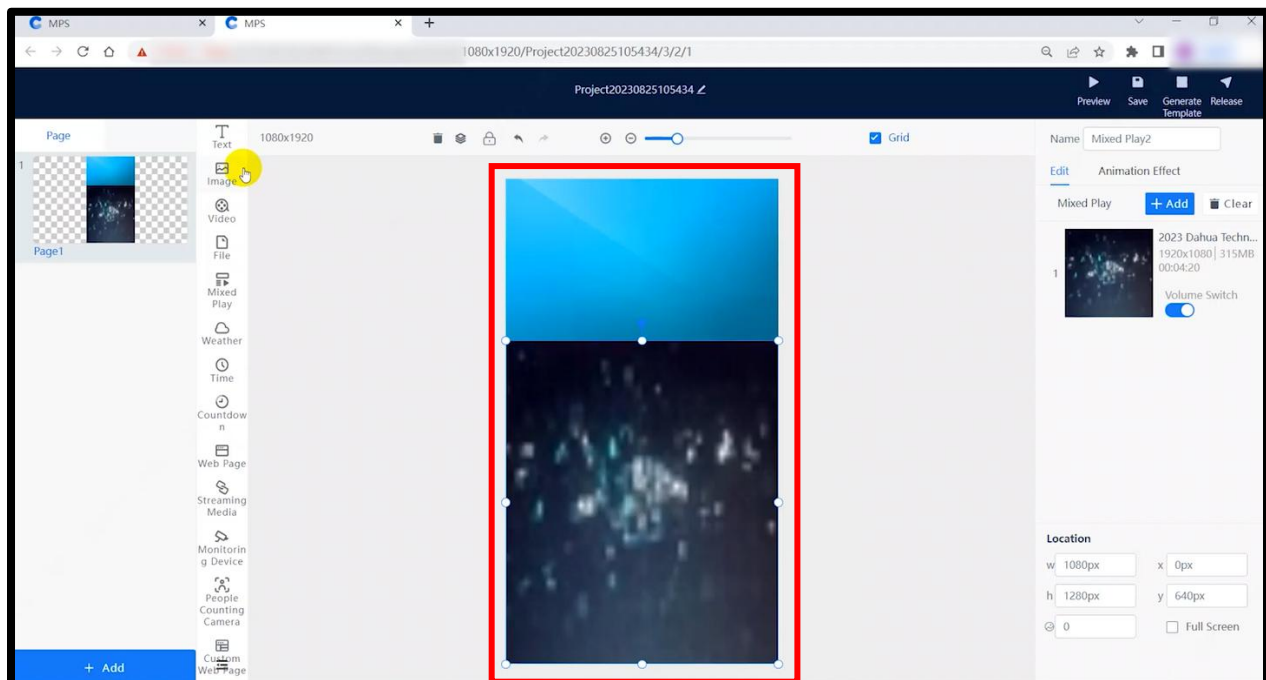 MPS
MPS
1080x1920/Project20230825105434/3/2/1
Project20230825105434
Preview
Save
Generate
Template
Release
Page
Text
1080x1920
Grid
Name
Mixed Play2
1
Image
Edit
Animation Effect
Video
Mixed Play
+ Add
Clear
Page1
File
1
2023 Dahua Techn...
1920x1080 | 315MB
00:04:20
Volume Switch
Mixed
Play
Weather
Time
Countdow
n
Web Page
Streaming
Media
Monitorin
g Device
People
Counting
Camera
Custom
Web Page
Location
w 1080px
x 0px
h 1280px
y 640px
0
Full Screen
+ Add